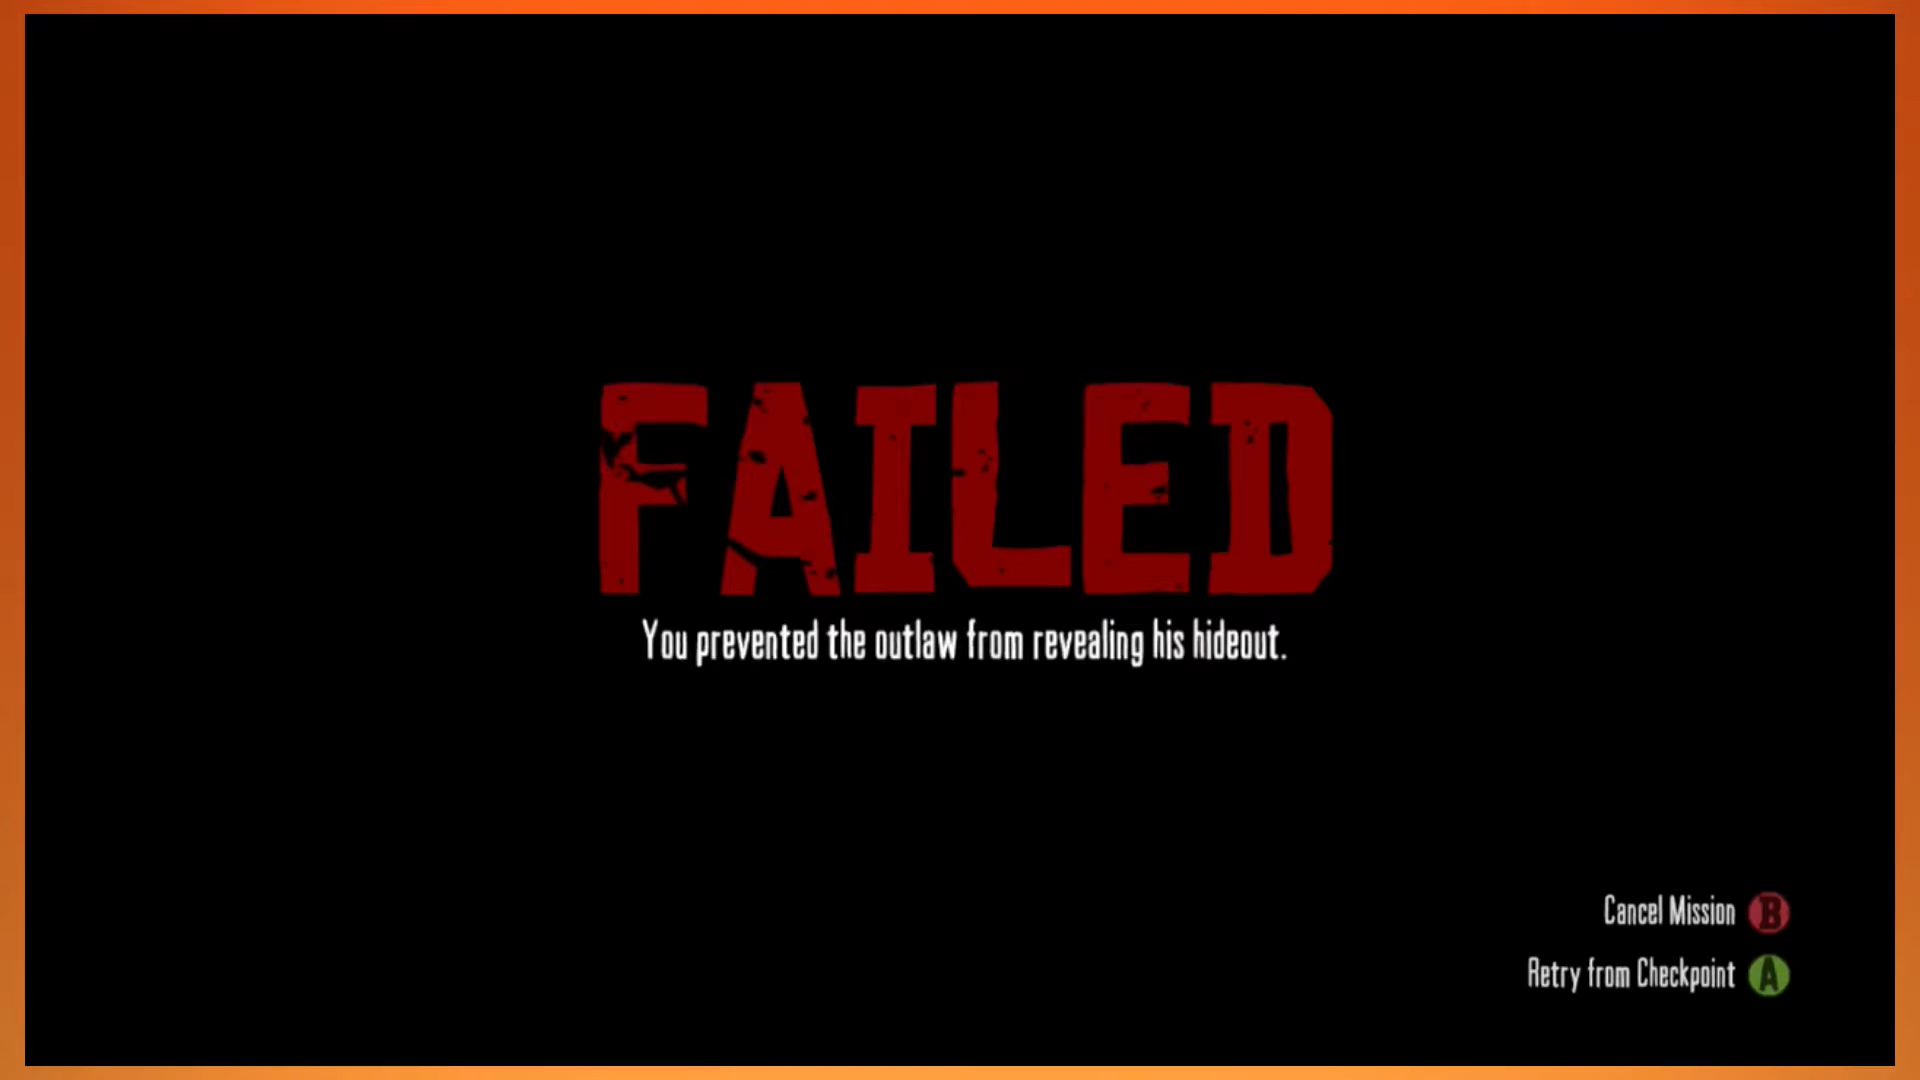 FAILED
You prevented the outlaw from revealing his hideout.
Cancel Mission B
Retry from Checkpoint A